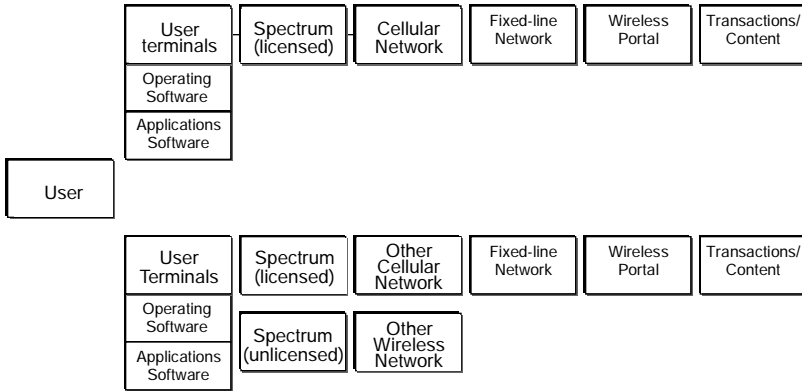 User
terminals
Spectrum
(licensed)
Cellular
Network
Fixed-line
Network
Wireless
Portal
Transactions/
Content
Operating
Software
Applications
Software
User
User
Terminals
Spectrum
(licensed)
Other
Cellular
Network
Fixed-line
Network
Wireless
Portal
Transactions/
Content
Operating
Software
Spectrum
(unlicensed)
Other
Wireless
Network
Applications
Software